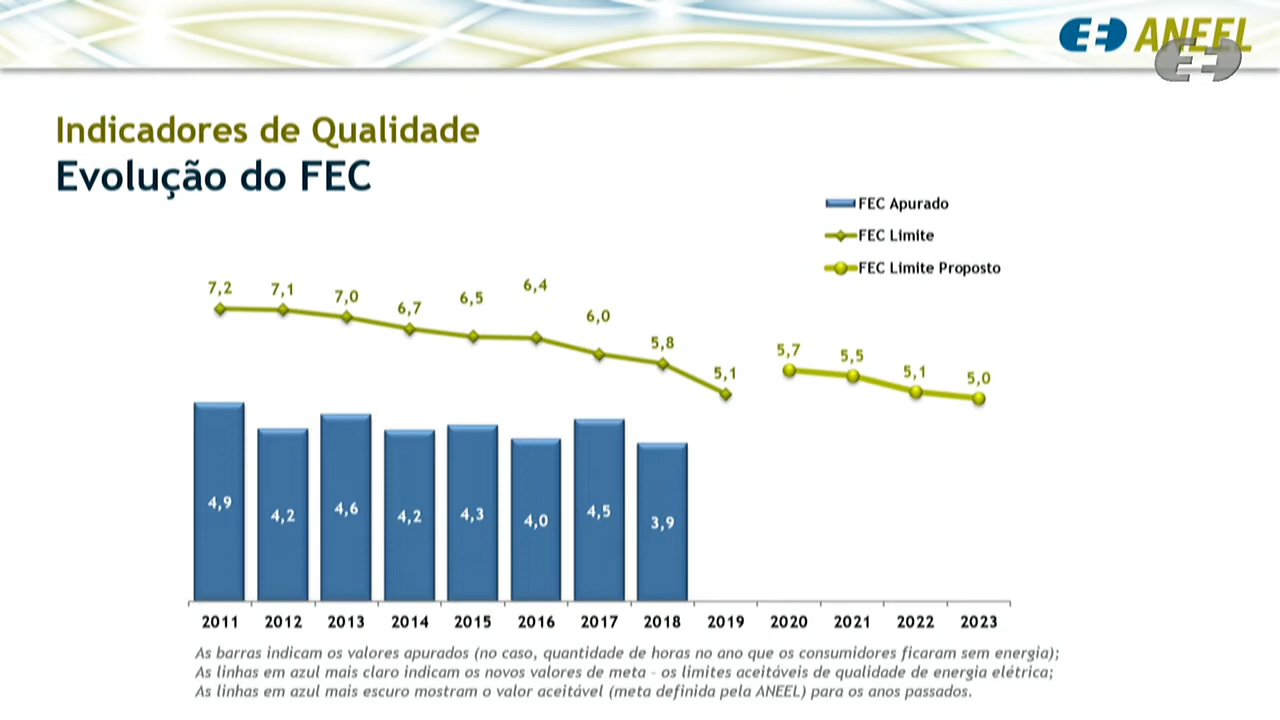 ANEEL
Indicadores de Qualidade
Evolução do FEC
FEC Apurado
FEC Limite
FEC Limite Proposto
7,2 7,1 7,0 6,7 6,5 6,4 6,0 5,8 5,1 5,7 5,5 5,1 5,0
4,9 4,2 4,6 4,2 4,3 4,0 4,5 3,9
2011 2012 2013 2014 2015 2016 2017 2018 2019 2020 2021 2022 2023
As barras indicam os valores apurados (no caso, quantidade de horas no ano que os consumidores ficaram sem energia);
As linhas em azul mais claro indicam os novos valores de meta - os limites aceitáveis de qualidade de energia elétrica;
As linhas em azul mais escuro mostram o valor aceitável (meta definida pela ANEEL) para os anos passados.